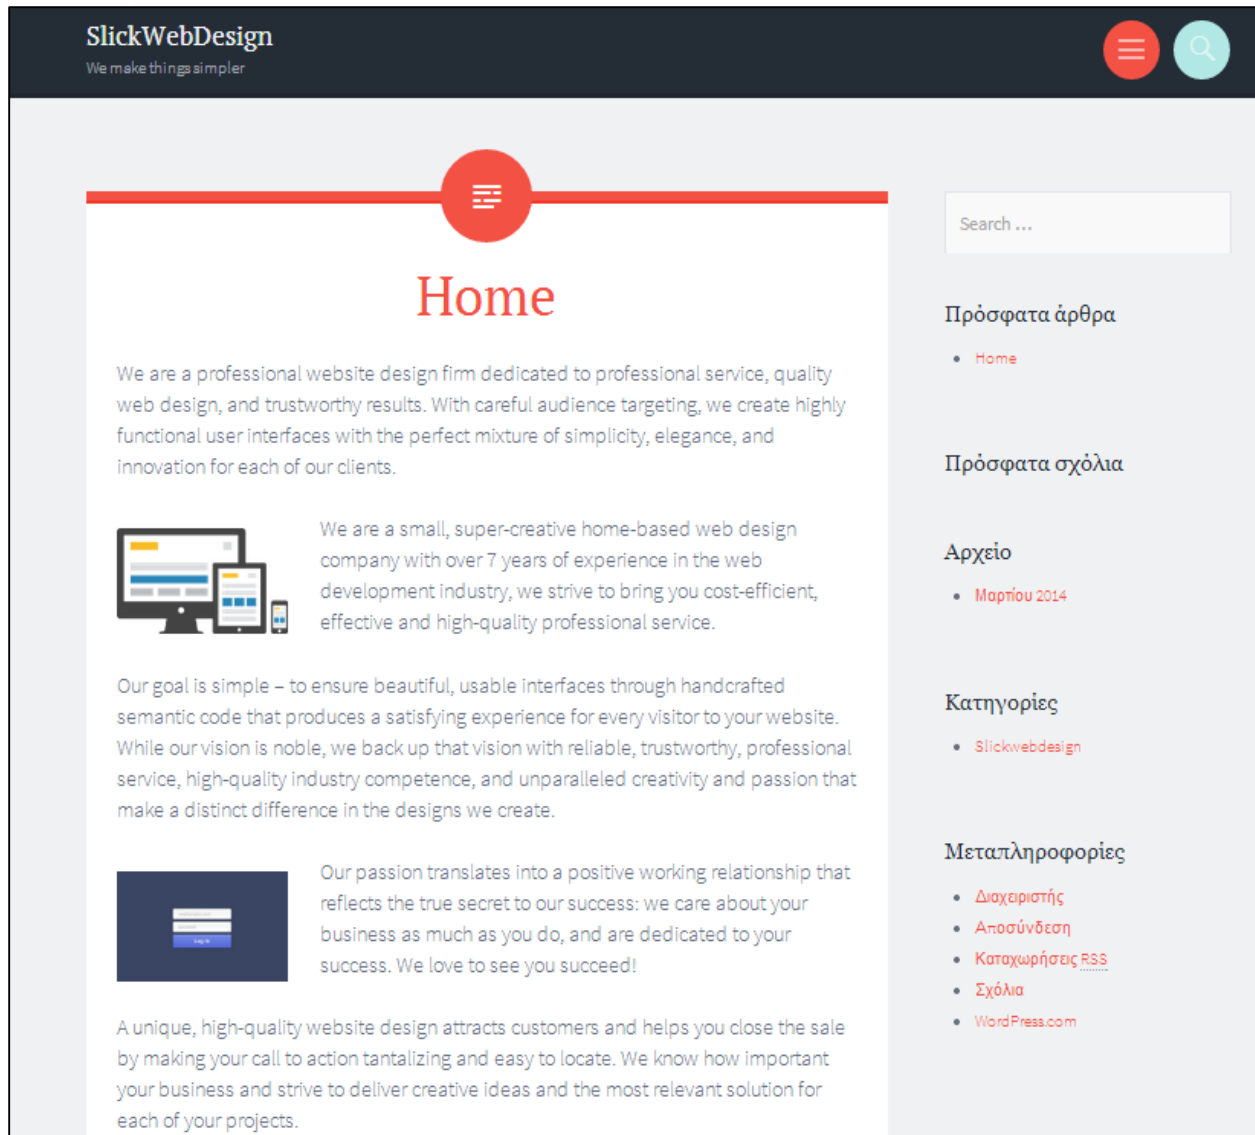 SlickWebDesign
We make things simpler
Home
We are a professional website design firm dedicated to professional service, quality
web design, and trustworthy results. With careful audience targeting, we create highly
functional user interfaces with the perfect mixture of simplicity, elegance, and
innovation for each of our clients.
We are a small, super-creative home-based web design
company with over 7 years of experience in the web
development industry, we strive to bring you cost-efficient,
effective and high-quality professional service.
Our goal is simple – to ensure beautiful, usable interfaces through handcrafted
semantic code that produces a satisfying experience for every visitor to your website.
While our vision is noble, we back up that vision with reliable, trustworthy, professional
service, high-quality industry competence, and unparalleled creativity and passion that
make a distinct difference in the designs we create.
Log in
Our passion translates into a positive working relationship that
reflects the true secret to our success: we care about your
business as much as you do, and are dedicated to your
success. We love to see you succeed!
A unique, high-quality website design attracts customers and helps you close the sale
by making your call to action tantalizing and easy to locate. We know how important
your business and strive to deliver creative ideas and the most relevant solution for
each of your projects.
Search ...
Πρόσφατα άρθρα
Home
Πρόσφατα σχόλια
Αρχείο
Μαρτίου 2014
Κατηγορίες
Slickwebdesign
Μεταπληροφορίες
Διαχειριστής
Αποσύνδεση
Καταχωρήσεις RSS
Σχόλια
WordPress.com